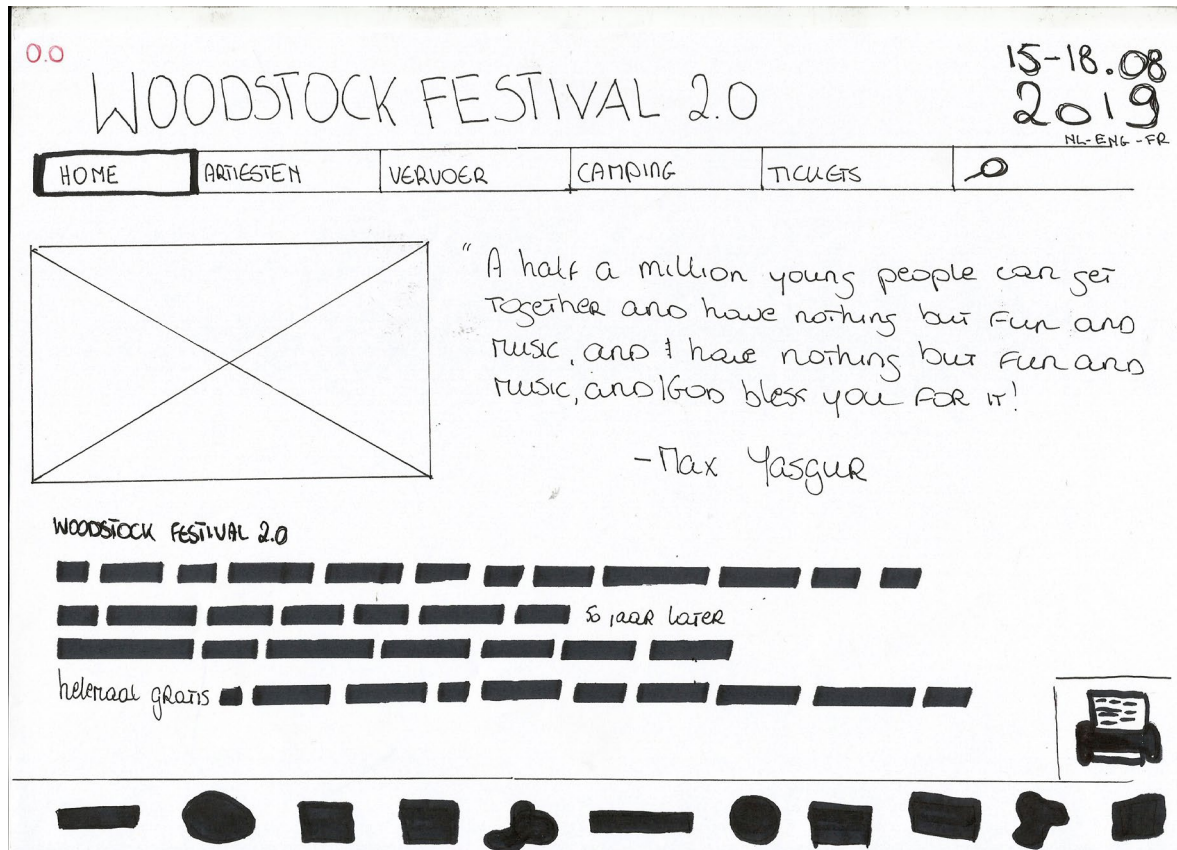 0.0
WOODSTOCK FESTIVAL 2.0
15-18.08
2019
NL-ENG-FR
HOME ARTIESTEN VERVOER CAMPING TICKETS
" A half a million young people can get
together and have nothing but fun and
music, and I have nothing but fun and
music, and God bless you for it!
- Max Yasgur
WOODSTOCK FESTIVAL 2.0
50 jaar later
helemaal gratis